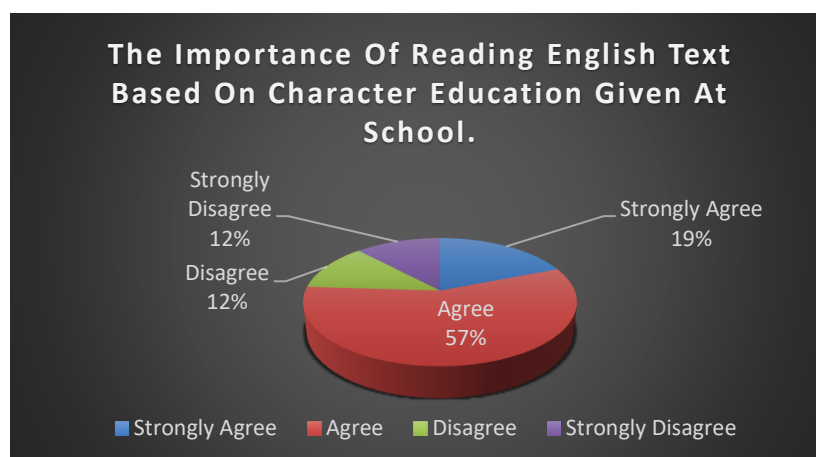 The Importance Of Reading English Text
Based On Character Education Given At
School.
Strongly
Disagree
12%
Strongly Agree
19%
Disagree
12%
Agree
57%
Strongly Agree
Agree
Disagree
Strongly Disagree